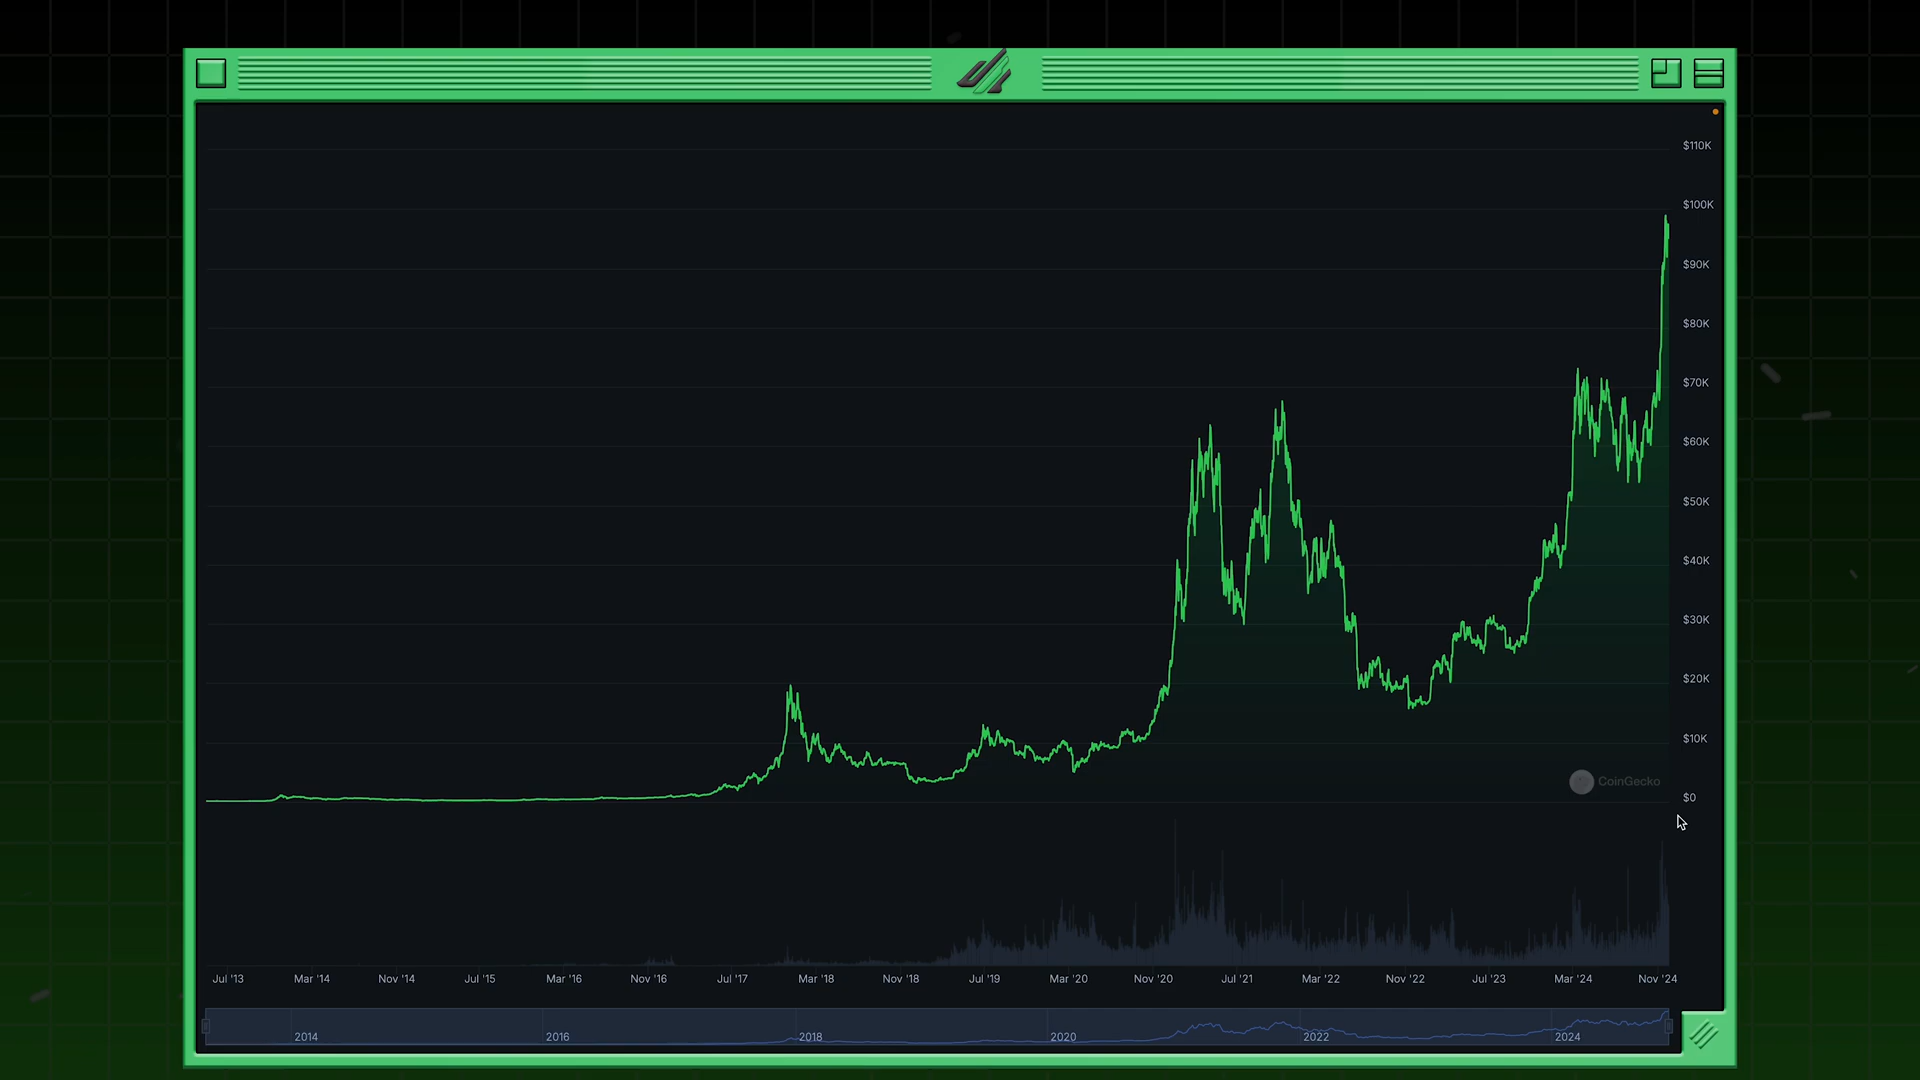 $110K
$100K
$90K
$80K
$70K
$60K
$50K
$40K
$30K
$20K
$10K
CoinGecko
$0
Jul '13 Mar '14 Nov '14 Jul '15 Mar '16 Nov '16 Jul '17 Mar '18 Nov '18 Jul '19 Mar '20 Nov '20 Jul '21 Mar '22 Nov '22 Jul '23 Mar '24 Nov '24
2014 2016 2018 2020 2022 2024